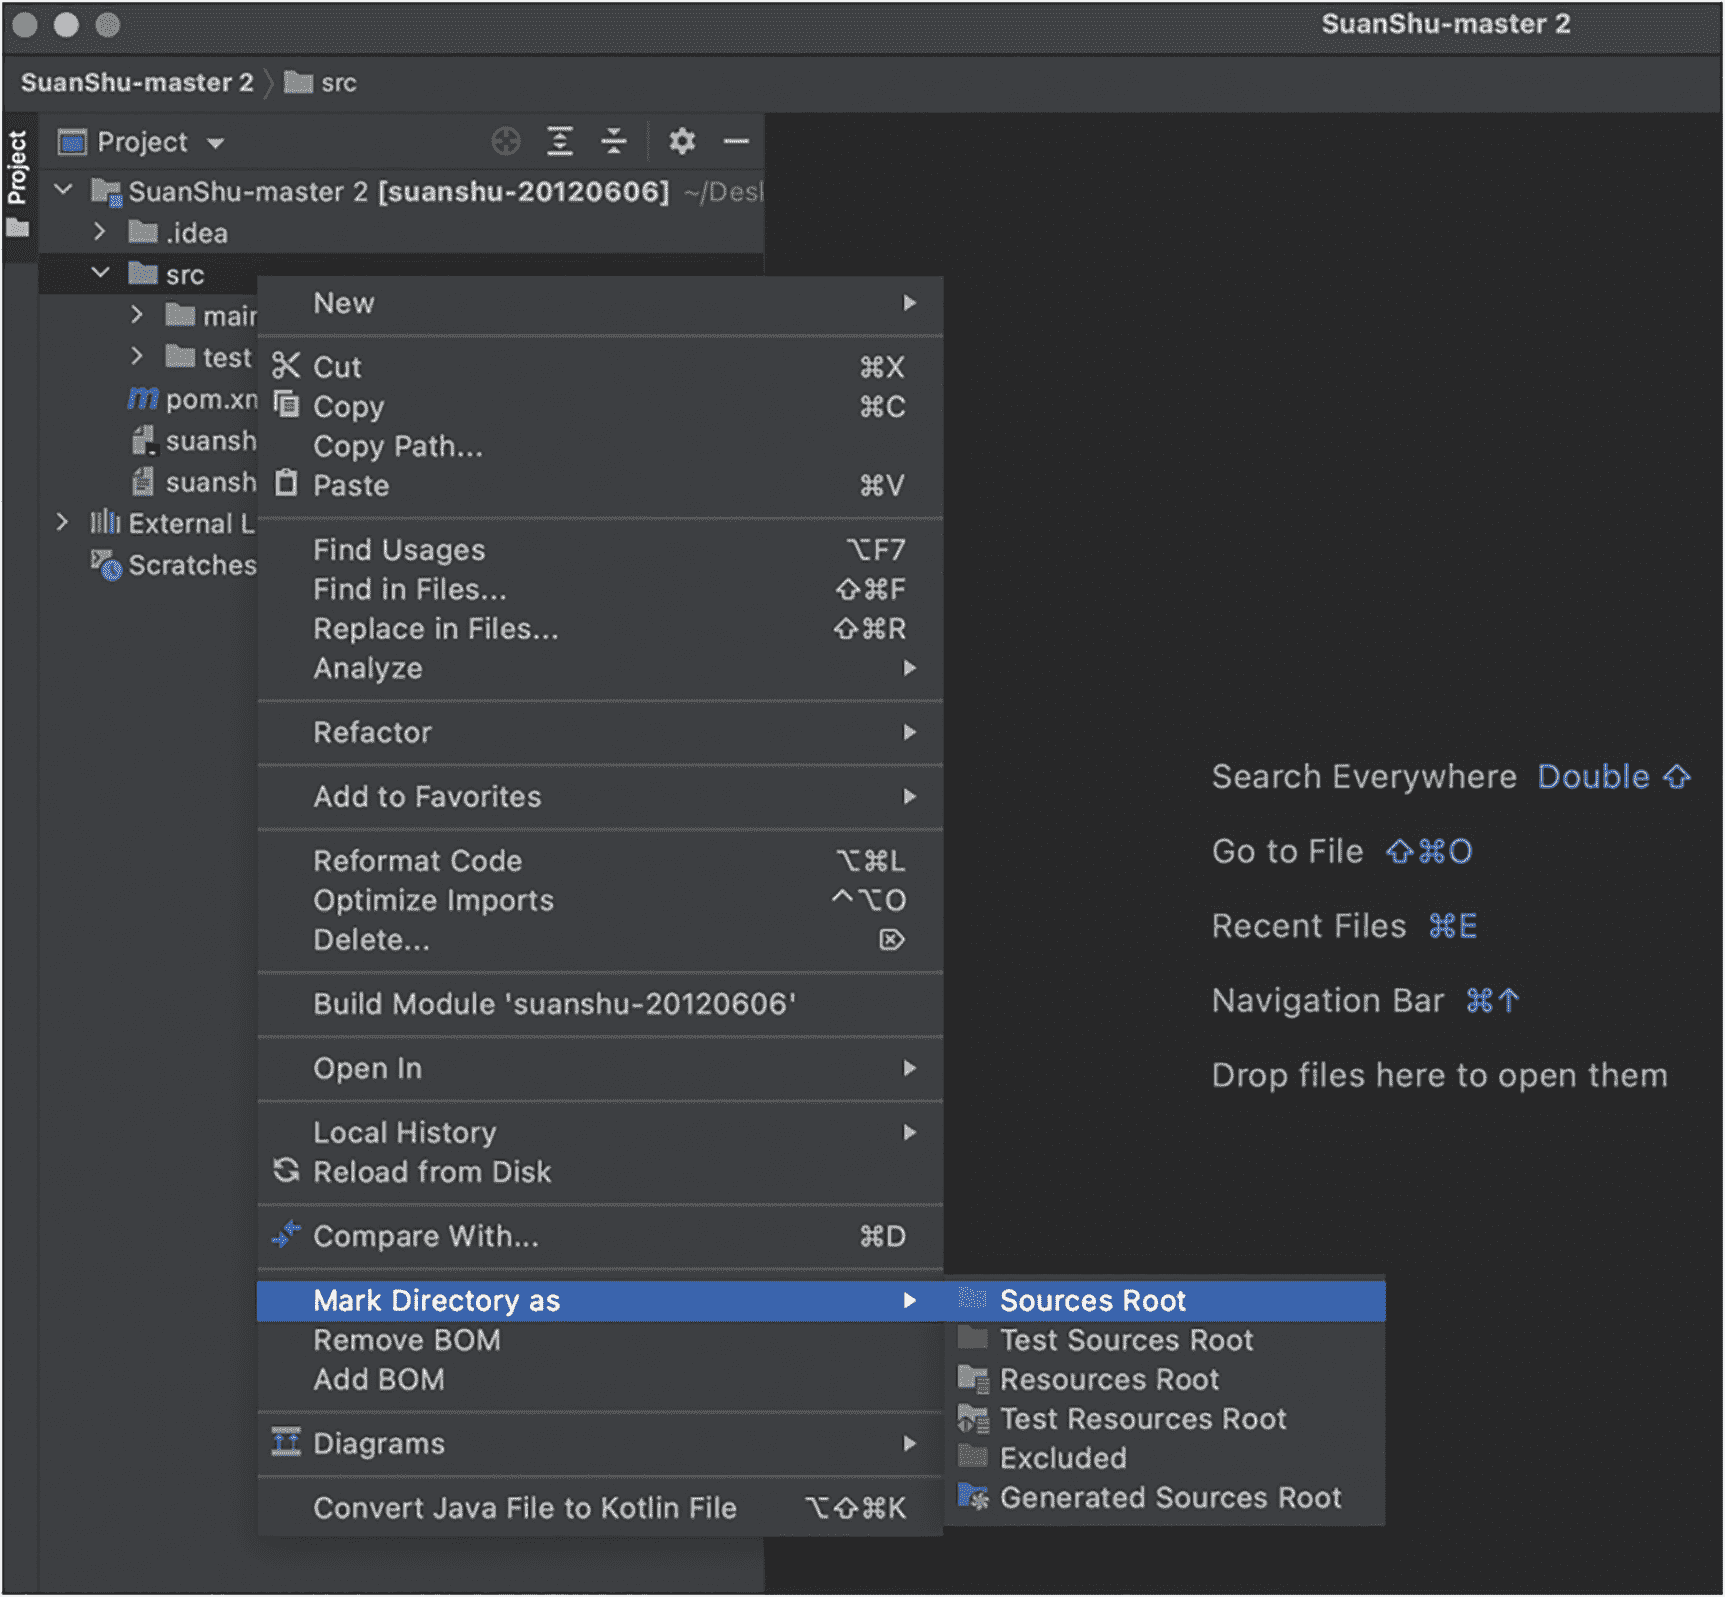 SuanShu-master 2
SuanShu-master 2 src
Project
Project
SuanShu-master 2 [suanshu-20120606] ~/Desk
.idea
src
main
test
pom.xm
suansh
suansh
External L
Scratches
New
Cut ⌘X
Copy ⌘C
Copy Path...
Paste ⌘V
Find Usages ⌥F7
Find in Files... ⇧⌘F
Replace in Files... ⇧⌘R
Analyze
Refactor
Add to Favorites
Reformat Code ⌥⌘L
Optimize Imports ^⌥O
Delete... ⌦
Build Module 'suanshu-20120606'
Open In
Local History
Reload from Disk
Compare With... ⌘D
Mark Directory as
Remove BOM
Add BOM
Diagrams
Convert Java File to Kotlin File ⌥⇧⌘K
Sources Root
Test Sources Root
Resources Root
Test Resources Root
Excluded
Generated Sources Root
Search Everywhere Double ⇧
Go to File ⇧⌘O
Recent Files ⌘E
Navigation Bar ⌘↑
Drop files here to open them